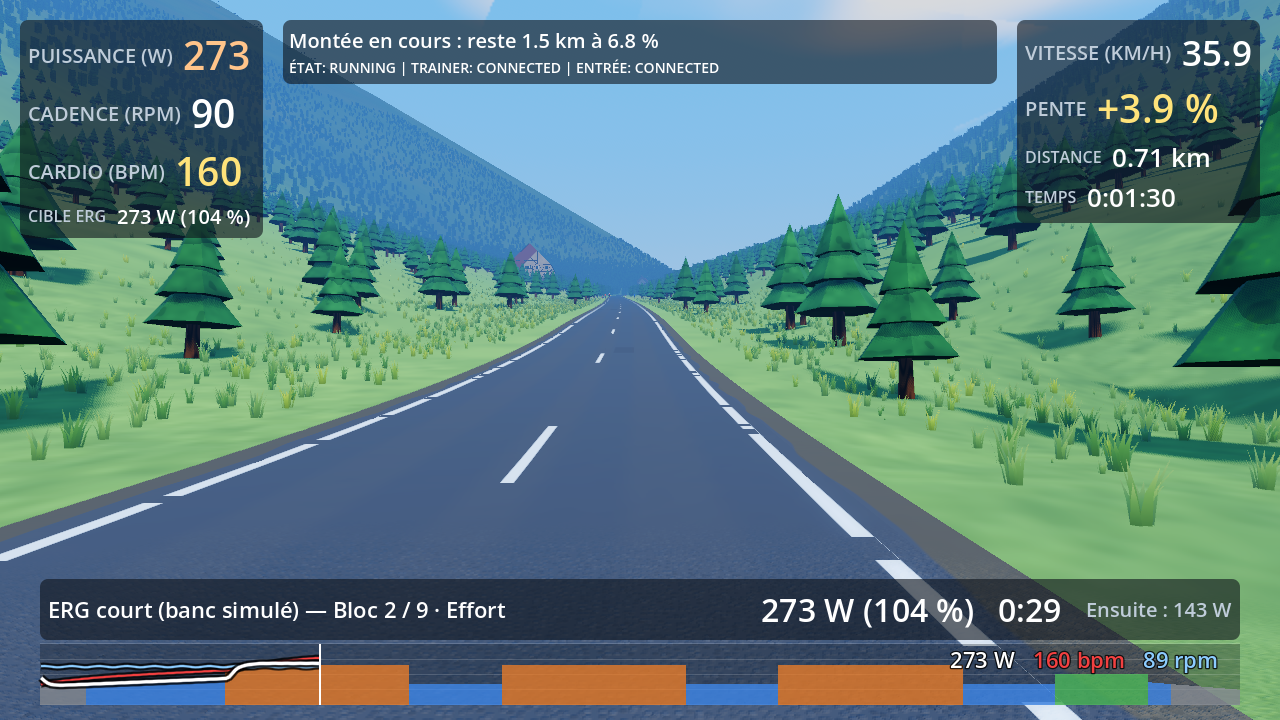 PUISSANCE (W) 273
CADENCE (RPM) 90
CARDIO (BPM) 160
CIBLE ERG 273 W (104 %)
Montée en cours : reste 1.5 km à 6.8 %
ÉTAT: RUNNING | TRAINER: CONNECTED | ENTRÉE: CONNECTED
VITESSE (KM/H) 35.9
PENTE +3.9 %
DISTANCE 0.71 km
TEMPS 0:01:30
ERG court (banc simulé) — Bloc 2 / 9 · Effort 273 W (104 %) 0:29 Ensuite : 143 W
273 W 160 bpm 89 rpm